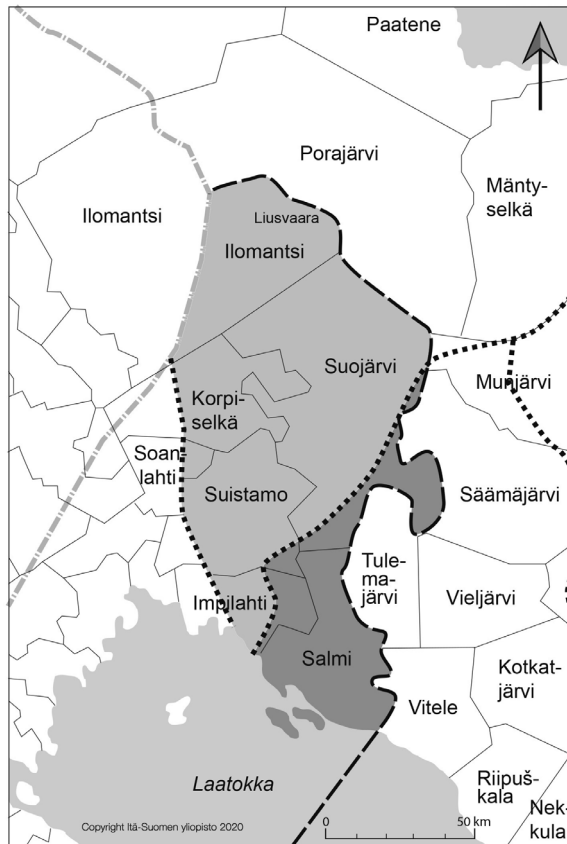 Paatene
Porajärvi
Mänty-
selkä
Ilomantsi
Liusvaara
Ilomantsi
Suojärvi
Munjärvi
Korpi-
selkä
Soan-
lahti
Suistamo
Säämäjärvi
Tule-
ma-
järvi
Vieljärvi
Impilahti
Salmi
Kotkat-
järvi
Vitele
Riipuš-
kala
Laatokka
Nek-
kula
Copyright Itä-Suomen yliopisto 2020
0
50 km